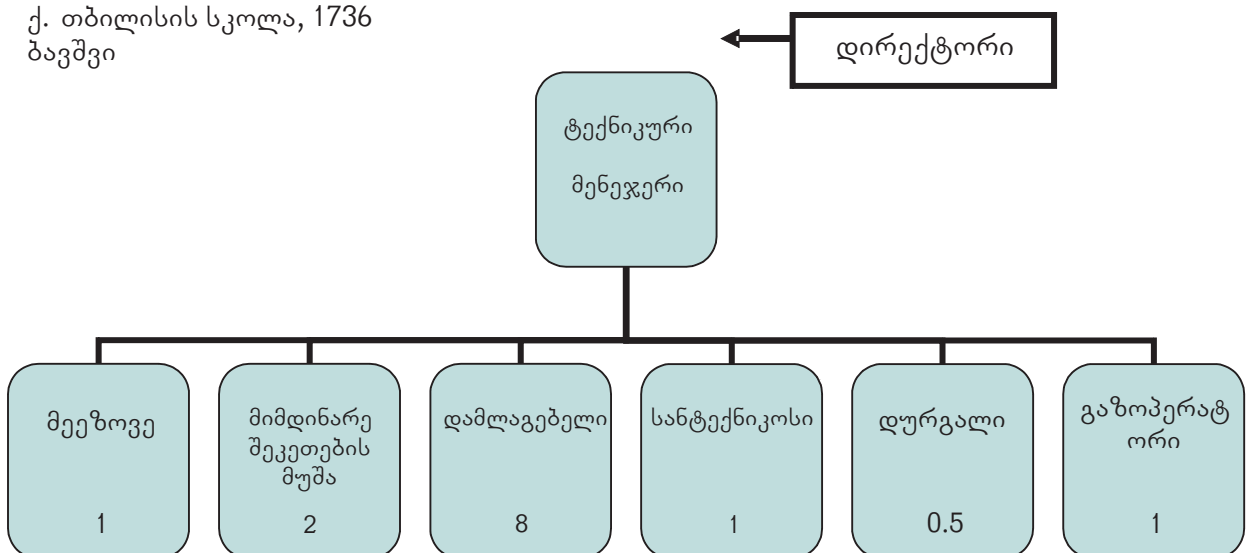 ქ. თბილისის სკოლა, 1736
ბავშვი
დირექტორი
ტექნიკური
მენეჯერი
მეეზოვე
1
მიმდინარე
შეკეთების
მუშა
2
დამლაგებელი
8
სანტექნიკოსი
1
დურგალი
0.5
გაზოპერატ
ორი
1